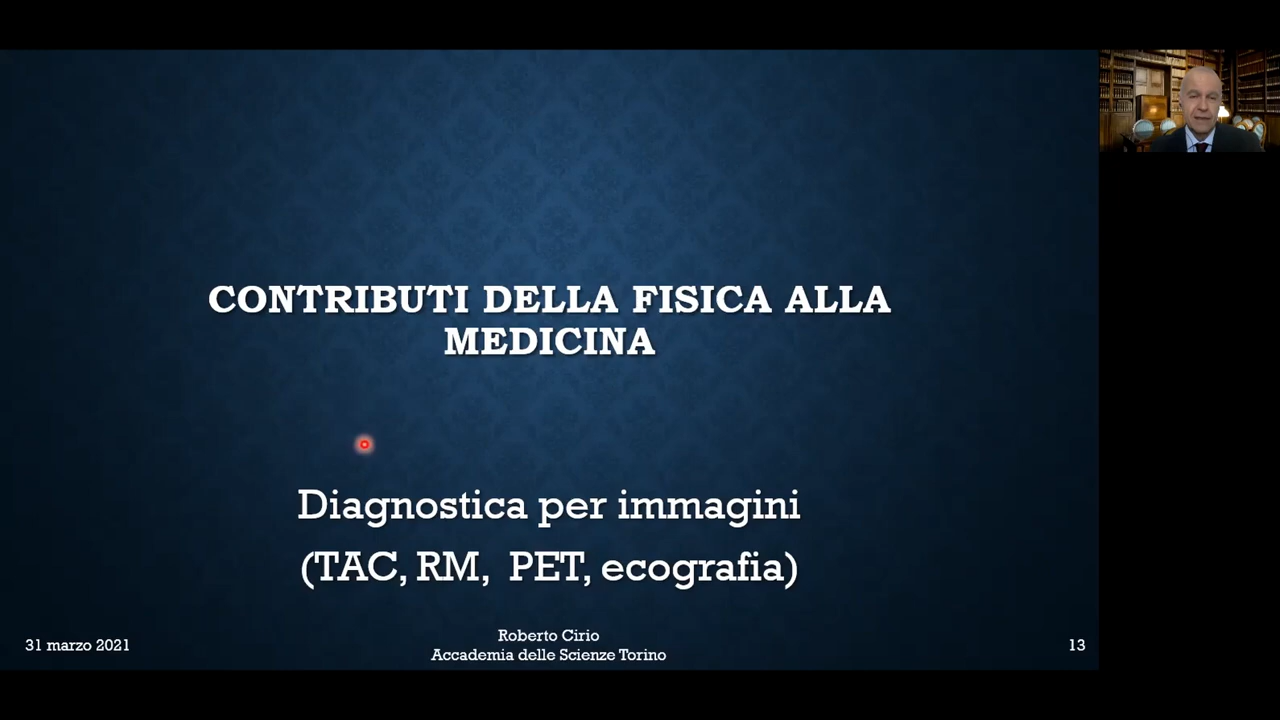 CONTRIBUTI DELLA FISICA ALLA
MEDICINA
Diagnostica per immagini
(TAC, RM, PET, ecografia)
31 marzo 2021
Roberto Cirio
Accademia delle Scienze Torino
13